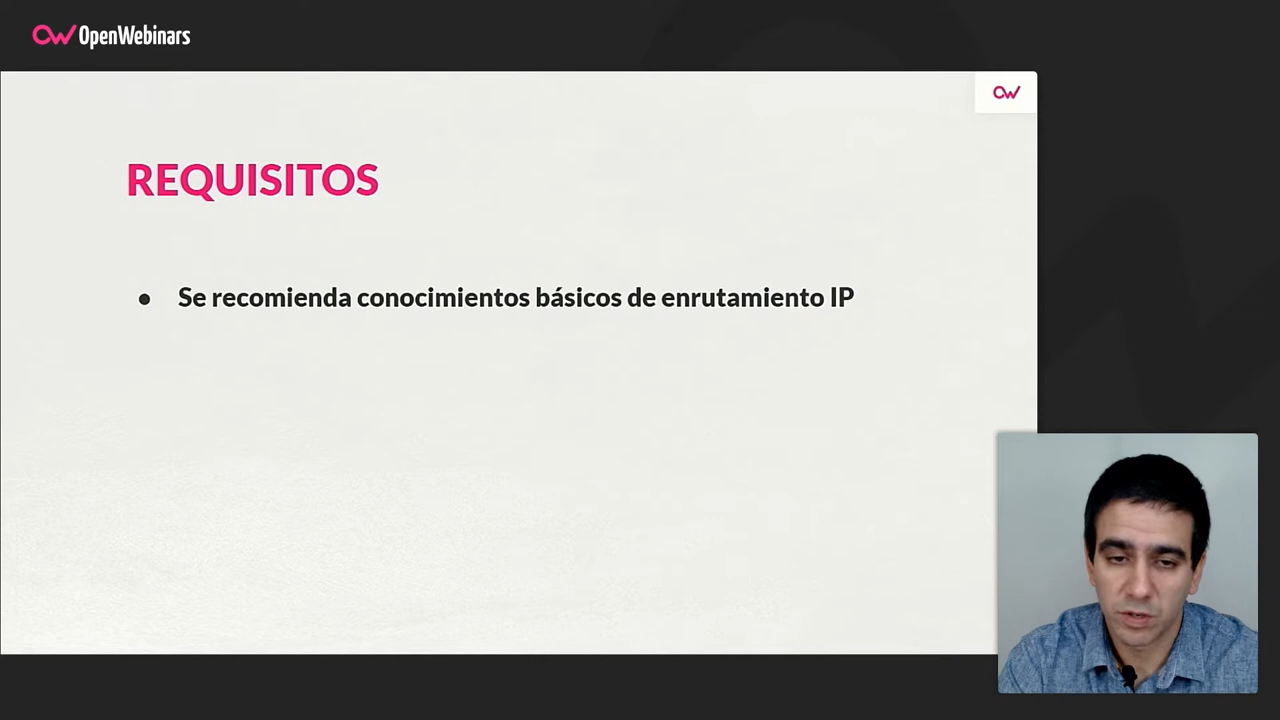 OpenWebinars
REQUISITOS
● Se recomienda conocimientos básicos de enrutamiento IP